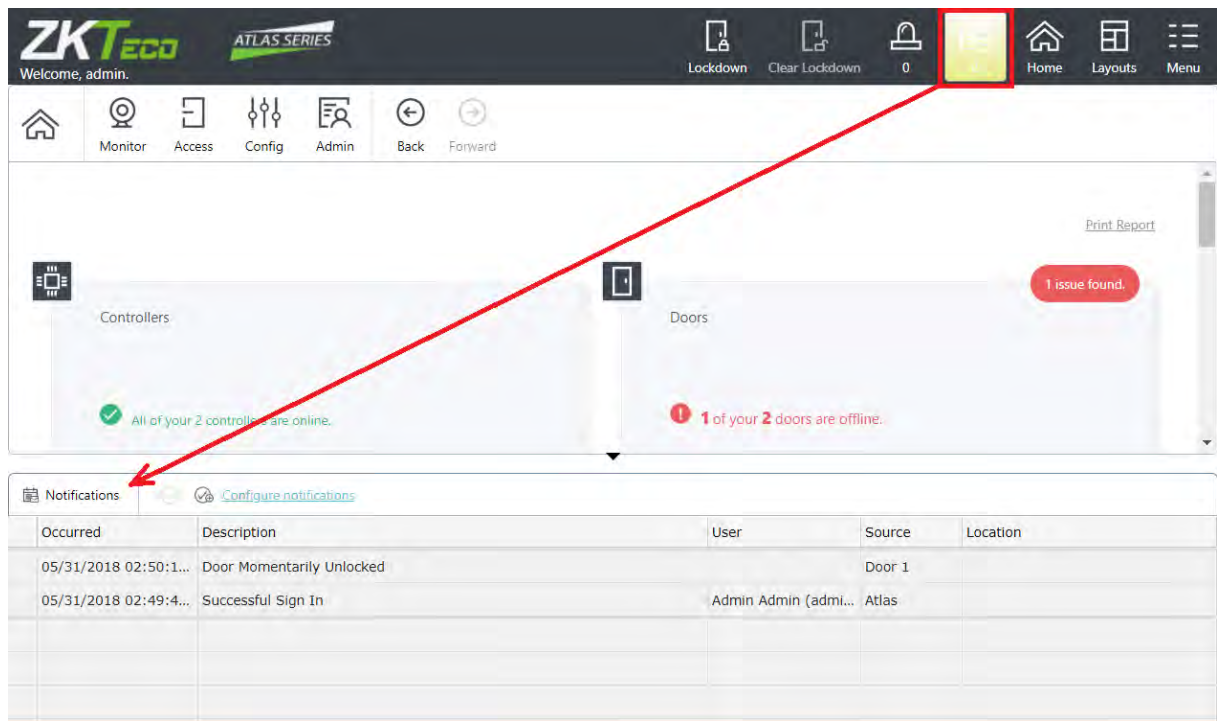 ZKTeco ATLAS SERIES
Welcome, admin.
Lockdown Clear Lockdown 0 Home Layouts Menu
Monitor Access Config Admin Back Forward
Print Report
1 issue found.
Controllers Doors
All of your 2 controllers are online. 1 of your 2 doors are offline.
Notifications Configure notifications
Occurred Description User Source Location
05/31/2018 02:50:1... Door Momentarily Unlocked Door 1
05/31/2018 02:49:4... Successful Sign In Admin Admin (admi... Atlas